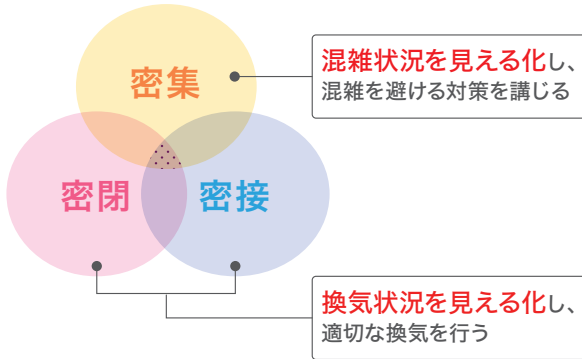 密集
混雑状況を見える化し、
混雑を避ける対策を講じる
密閉
密接
換気状況を見える化し、
適切な換気を行う